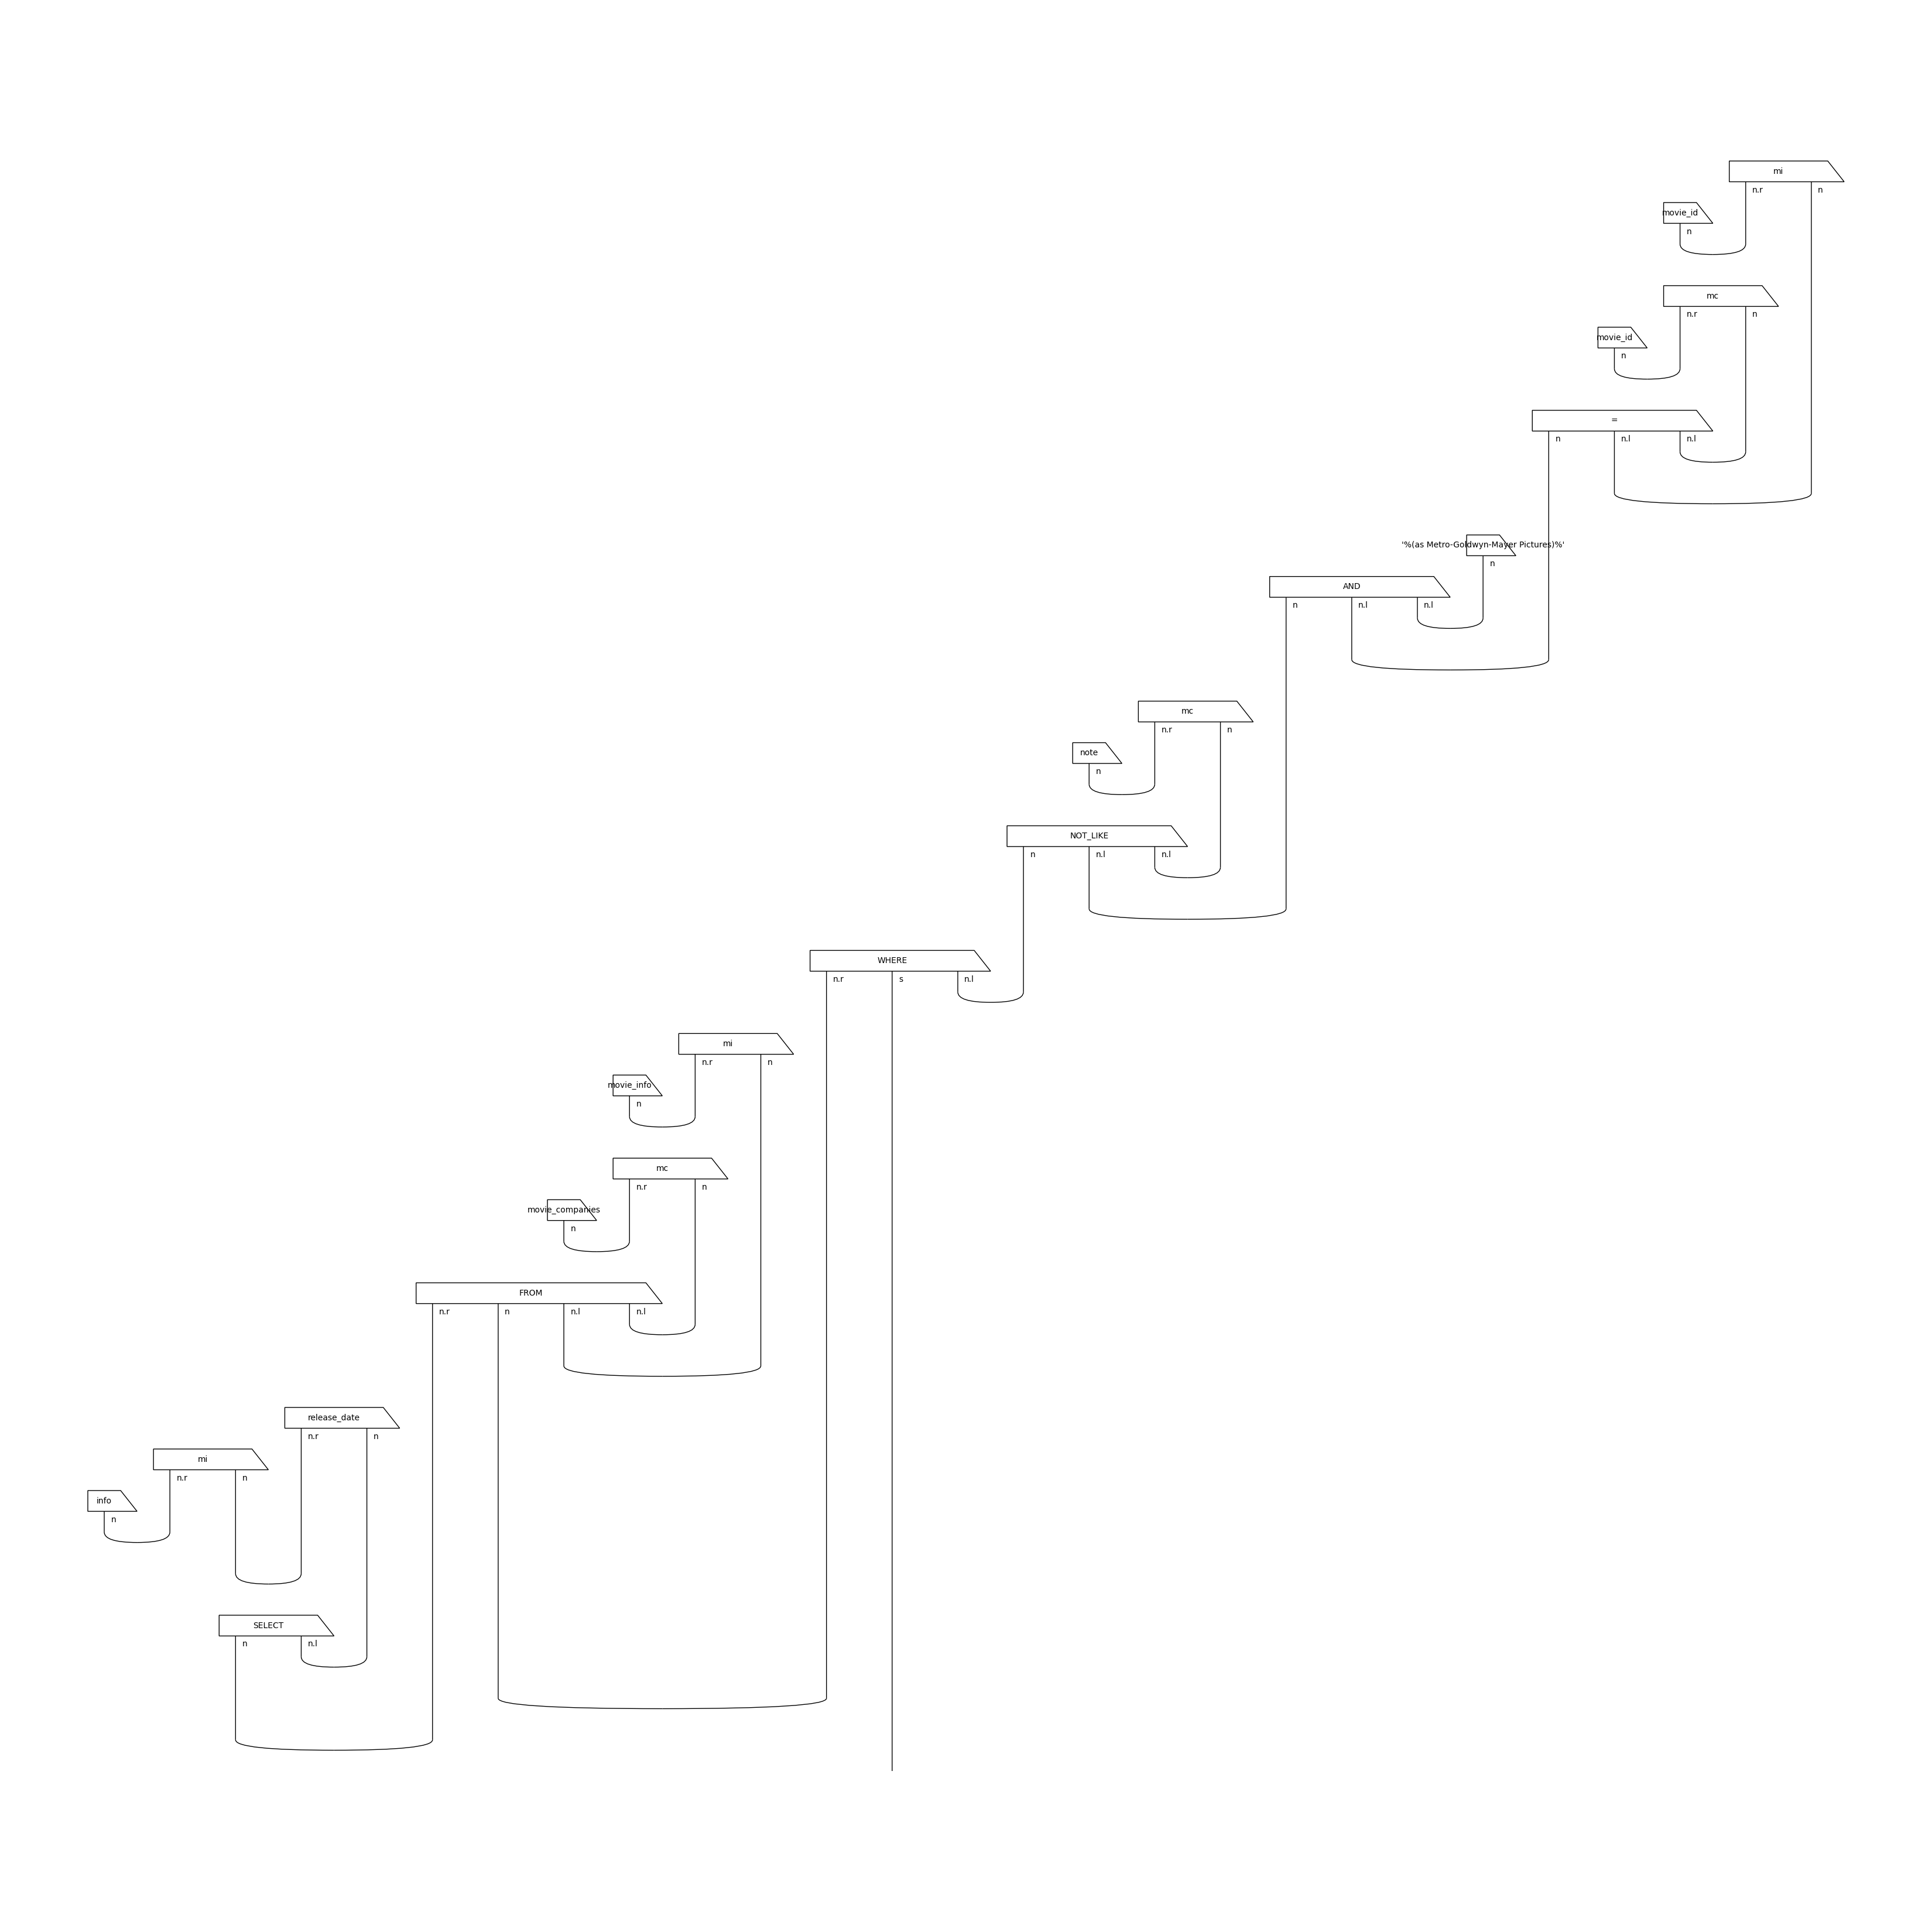 mi
n.r n
movie_id
n
mc
n.r n
movie_id
n
=
n n.l n.l
'%(as Metro-Goldwyn-Mayer Pictures)%'
n
AND
n n.l n.l
mc
n.r n
note
n
NOT_LIKE
n n.l n.l
WHERE
n.r s n.l
mi
n.r n
movie_info
n
mc
n.r n
movie_companies
n
FROM
n.r n n.l n.l
release_date
n.r n
mi
n.r n
info
n
SELECT
n n.l